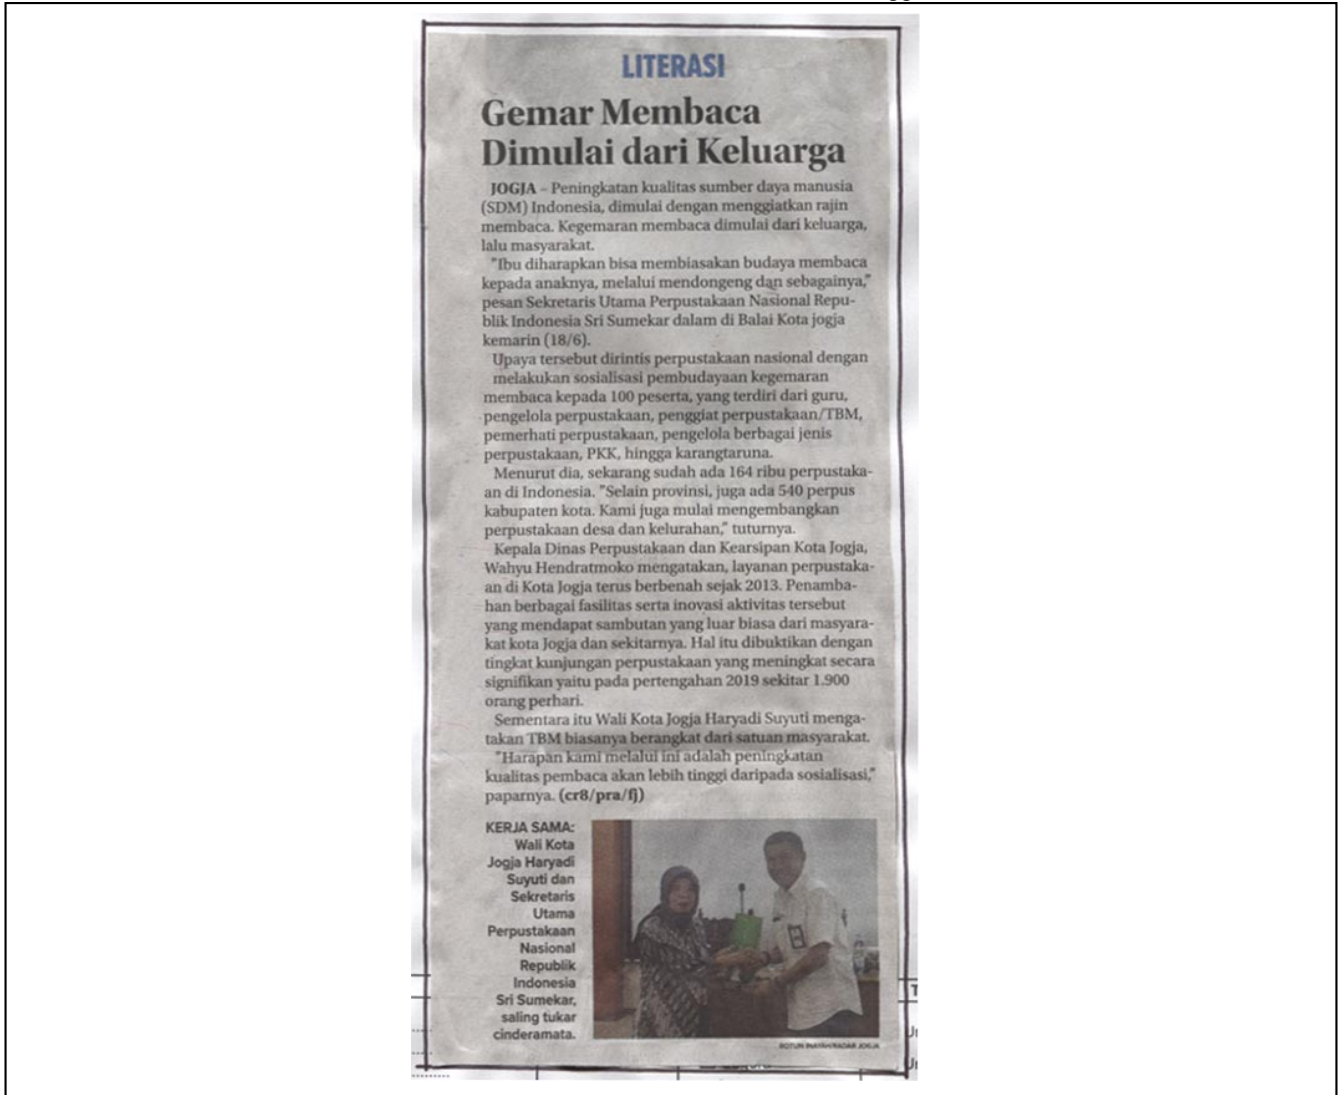 LITERASI
Gemar Membaca
Dimulai dari Keluarga
JOGJA – Peningkatan kualitas sumber daya manusia
(SDM) Indonesia, dimulai dengan menggiatkan rajin
membaca. Kegemaran membaca dimulai dari keluarga,
lalu masyarakat.
"Ibu diharapkan bisa membiasakan budaya membaca
kepada anaknya, melalui mendongeng dan sebagainya,"
pesan Sekretaris Utama Perpustakaan Nasional Repu-
blik Indonesia Sri Sumekar dalam di Balai Kota jogja
kemarin (18/6).
Upaya tersebut dirintis perpustakaan nasional dengan
melakukan sosialisasi pembudayaan kegemaran
membaca kepada 100 peserta, yang terdiri dari guru,
pengelola perpustakaan, penggiat perpustakaan/TBM,
pemerhati perpustakaan, pengelola berbagai jenis
perpustakaan, PKK, hingga karangtaruna.
Menurut dia, sekarang sudah ada 164 ribu perpustaka-
an di Indonesia. "Selain provinsi, juga ada 540 perpus
kabupaten kota. Kami juga mulai mengembangkan
perpustakaan desa dan kelurahan," tuturnya.
Kepala Dinas Perpustakaan dan Kearsipan Kota Jogja,
Wahyu Hendratmoko mengatakan, layanan perpustaka-
an di Kota Jogja terus berbenah sejak 2013. Penamba-
han berbagai fasilitas serta inovasi aktivitas tersebut
yang mendapat sambutan yang luar biasa dari masyara-
kat kota Jogja dan sekitarnya. Hal itu dibuktikan dengan
tingkat kunjungan perpustakaan yang meningkat secara
signifikan yaitu pada pertengahan 2019 sekitar 1.900
orang perhari.
Sementara itu Wali Kota Jogja Haryadi Suyuti menga-
takan TBM biasanya berangkat dari satuan masyarakat.
"Harapan kami melalui ini adalah peningkatan
kualitas pembaca akan lebih tinggi daripada sosialisasi,"
paparnya. (cr8/pra/fj)
KERJA SAMA:
Wali Kota
Jogja Haryadi
Suyuti dan
Sekretaris
Utama
Perpustakaan
Nasional
Republik
Indonesia
Sri Sumekar,
saling tukar
cinderamata.
JOGJA